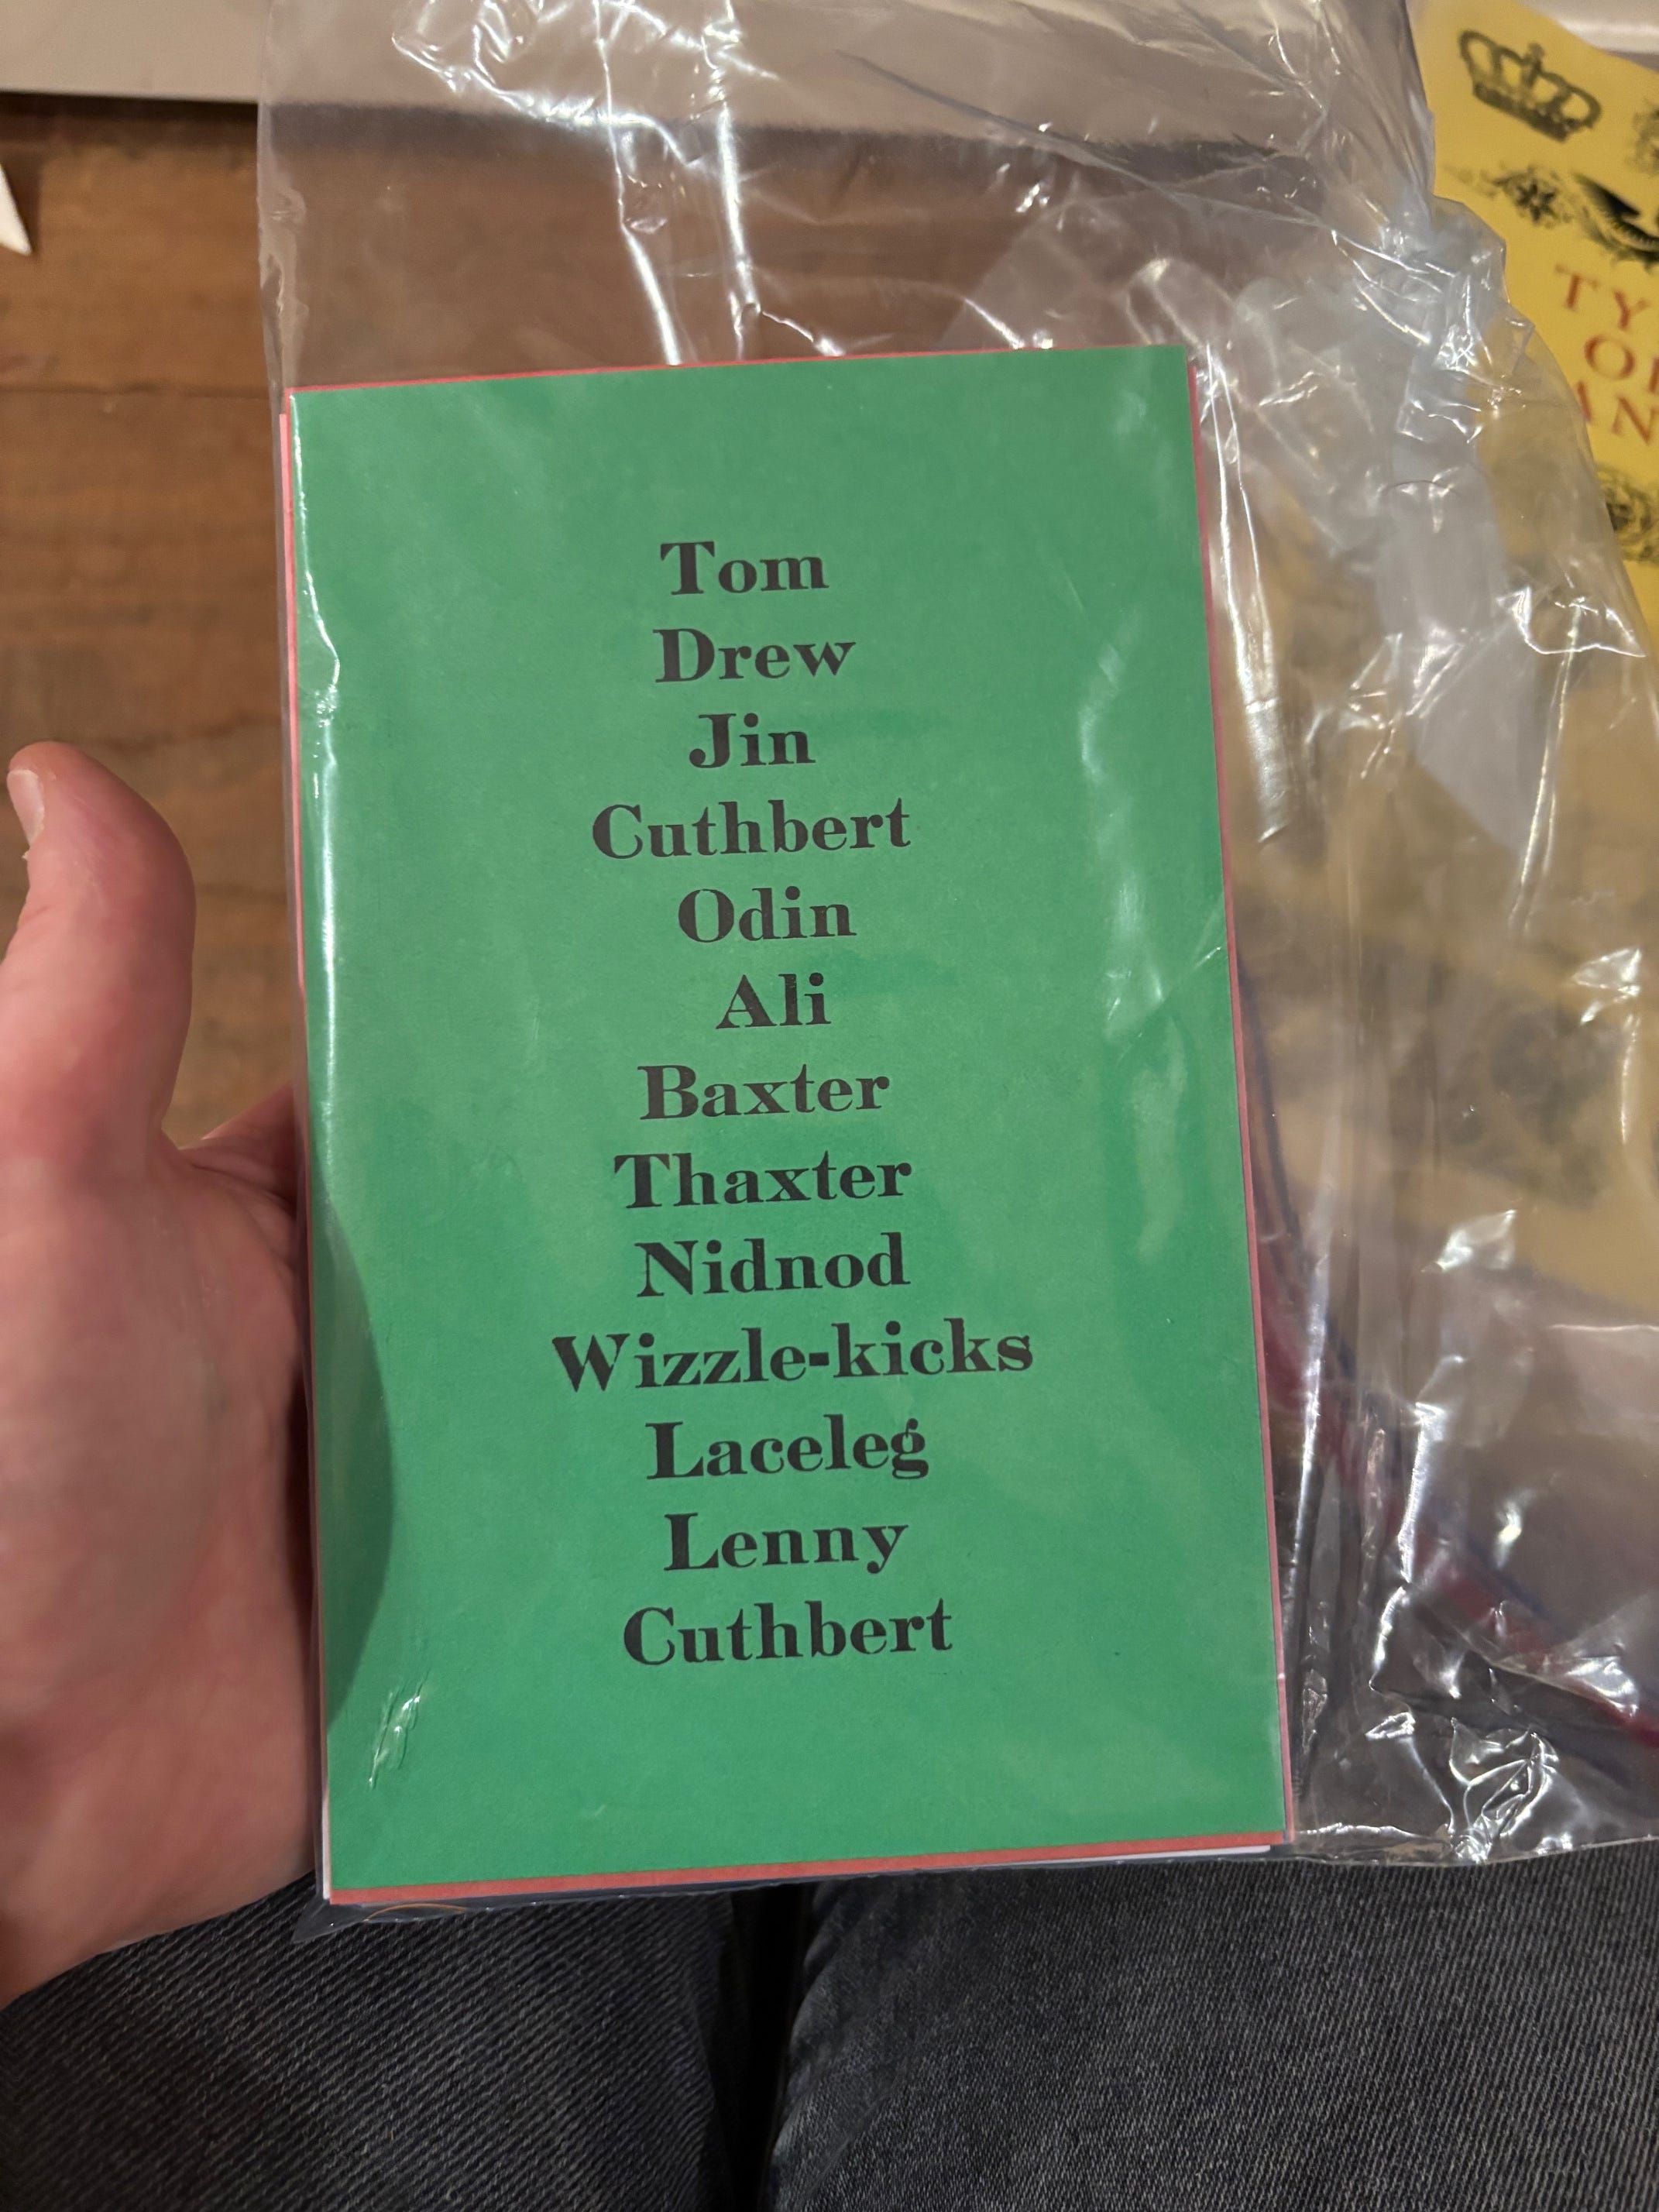 Tom
Drew
Jin
Cuthbert
Odin
Ali
Baxter
Thaxter
Nidnod
Wizzle-kicks
Laceleg
Lenny
Cuthbert